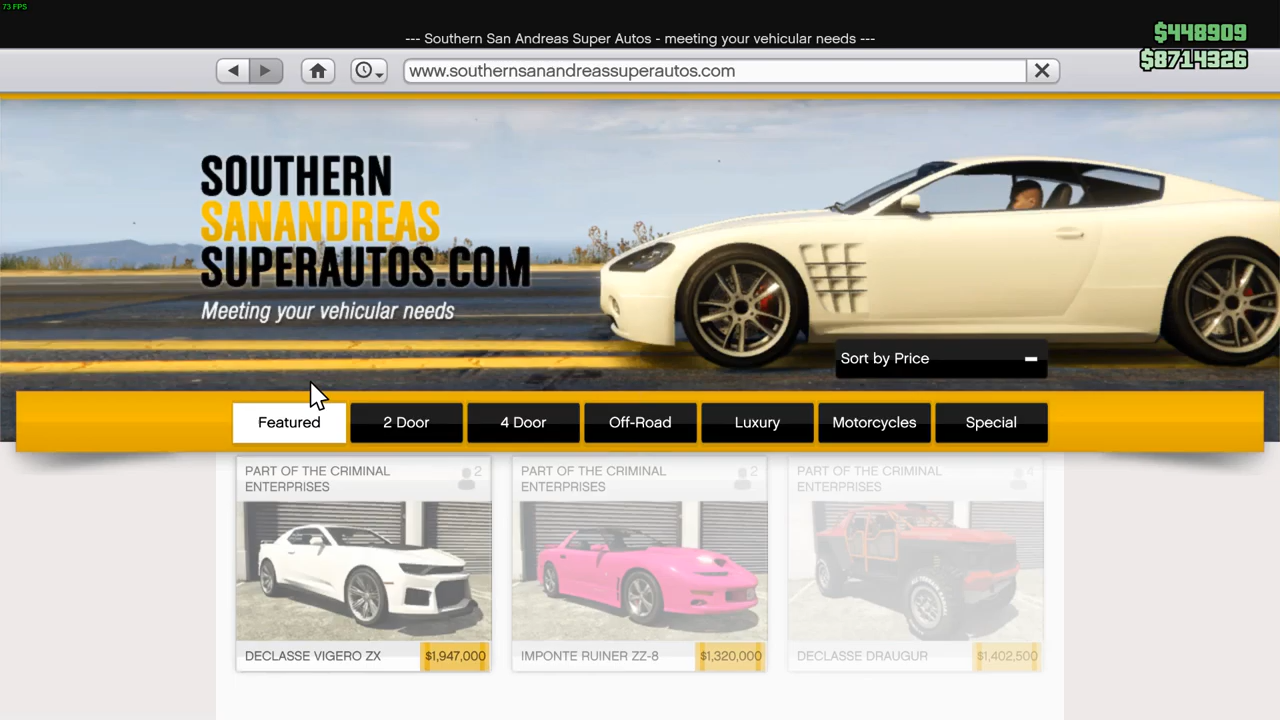 73 FPS
--- Southern San Andreas Super Autos - meeting your vehicular needs ---
$448909
$8714326
www.southernsanandreassuperautos.com
SOUTHERN
SANANDREAS
SUPERAUTOS.COM
Meeting your vehicular needs
Sort by Price
Featured
2 Door
4 Door
Off-Road
Luxury
Motorcycles
Special
PART OF THE CRIMINAL
ENTERPRISES
2
PART OF THE CRIMINAL
ENTERPRISES
2
PART OF THE CRIMINAL
ENTERPRISES
4
DECLASSE VIGERO ZX
$1,947,000
IMPONTE RUINER ZZ-8
$1,320,000
DECLASSE DRAUGUR
$1,402,500